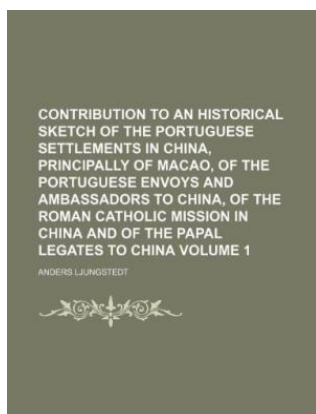 CONTRIBUTION TO AN HISTORICAL
SKETCH OF THE PORTUGUESE
SETTLEMENTS IN CHINA,
PRINCIPALLY OF MACAO, OF THE
PORTUGUESE ENVOYS AND
AMBASSADORS TO CHINA, OF THE
ROMAN CATHOLIC MISSION IN
CHINA AND OF THE PAPAL
LEGATES TO CHINA VOLUME 1
ANDERS LJUNGSTEDT